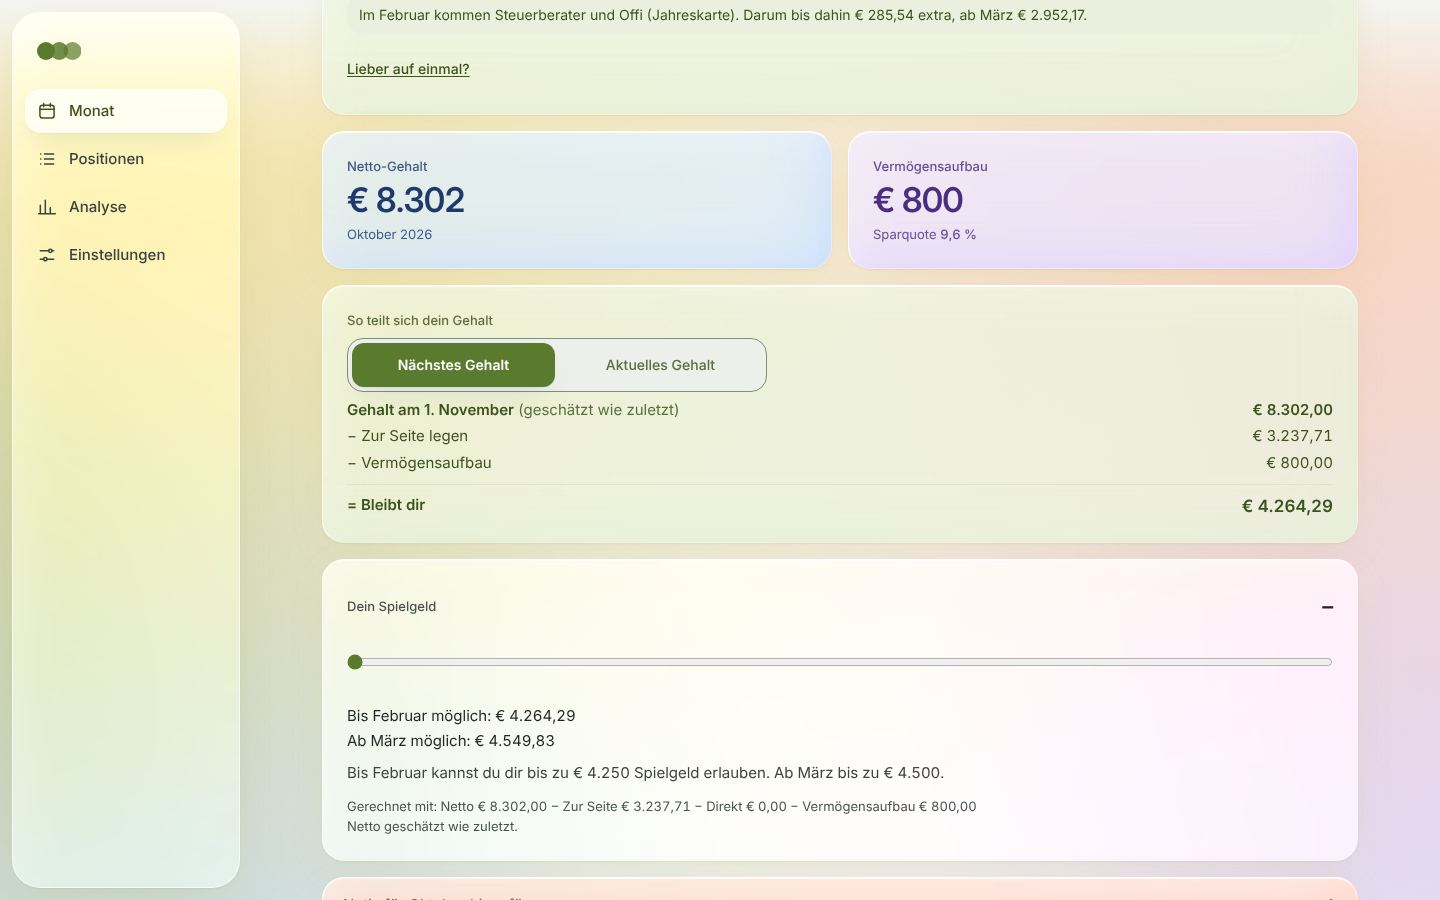 Im Februar kommen Steuerberater und Offi (Jahreskarte). Darum bis dahin € 285,54 extra, ab März € 2.952,17.
Lieber auf einmal?
Monat
Positionen
Analyse
Einstellungen
Netto-Gehalt
€ 8.302
Oktober 2026
Vermögensaufbau
€ 800
Sparquote 9,6 %
So teilt sich dein Gehalt
Nächstes Gehalt
Aktuelles Gehalt
Gehalt am 1. November (geschätzt wie zuletzt) € 8.302,00
− Zur Seite legen € 3.237,71
− Vermögensaufbau € 800,00
= Bleibt dir € 4.264,29
Dein Spielgeld –
Bis Februar möglich: € 4.264,29
Ab März möglich: € 4.549,83
Bis Februar kannst du dir bis zu € 4.250 Spielgeld erlauben. Ab März bis zu € 4.500.
Gerechnet mit: Netto € 8.302,00 − Zur Seite € 3.237,71 − Direkt € 0,00 − Vermögensaufbau € 800,00
Netto geschätzt wie zuletzt.